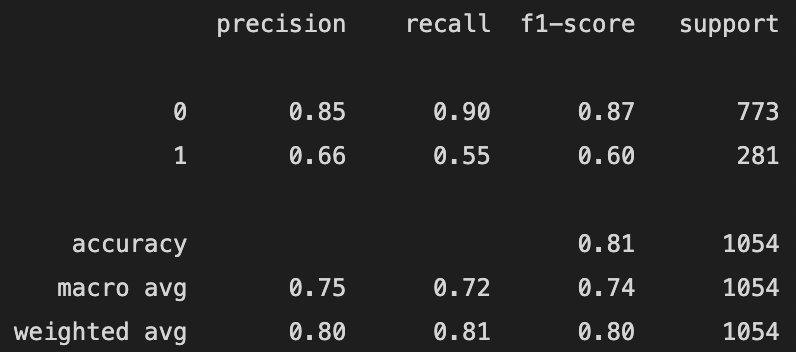 precision recall f1-score support
0 0.85 0.90 0.87 773
1 0.66 0.55 0.60 281
accuracy 0.81 1054
macro avg 0.75 0.72 0.74 1054
weighted avg 0.80 0.81 0.80 1054